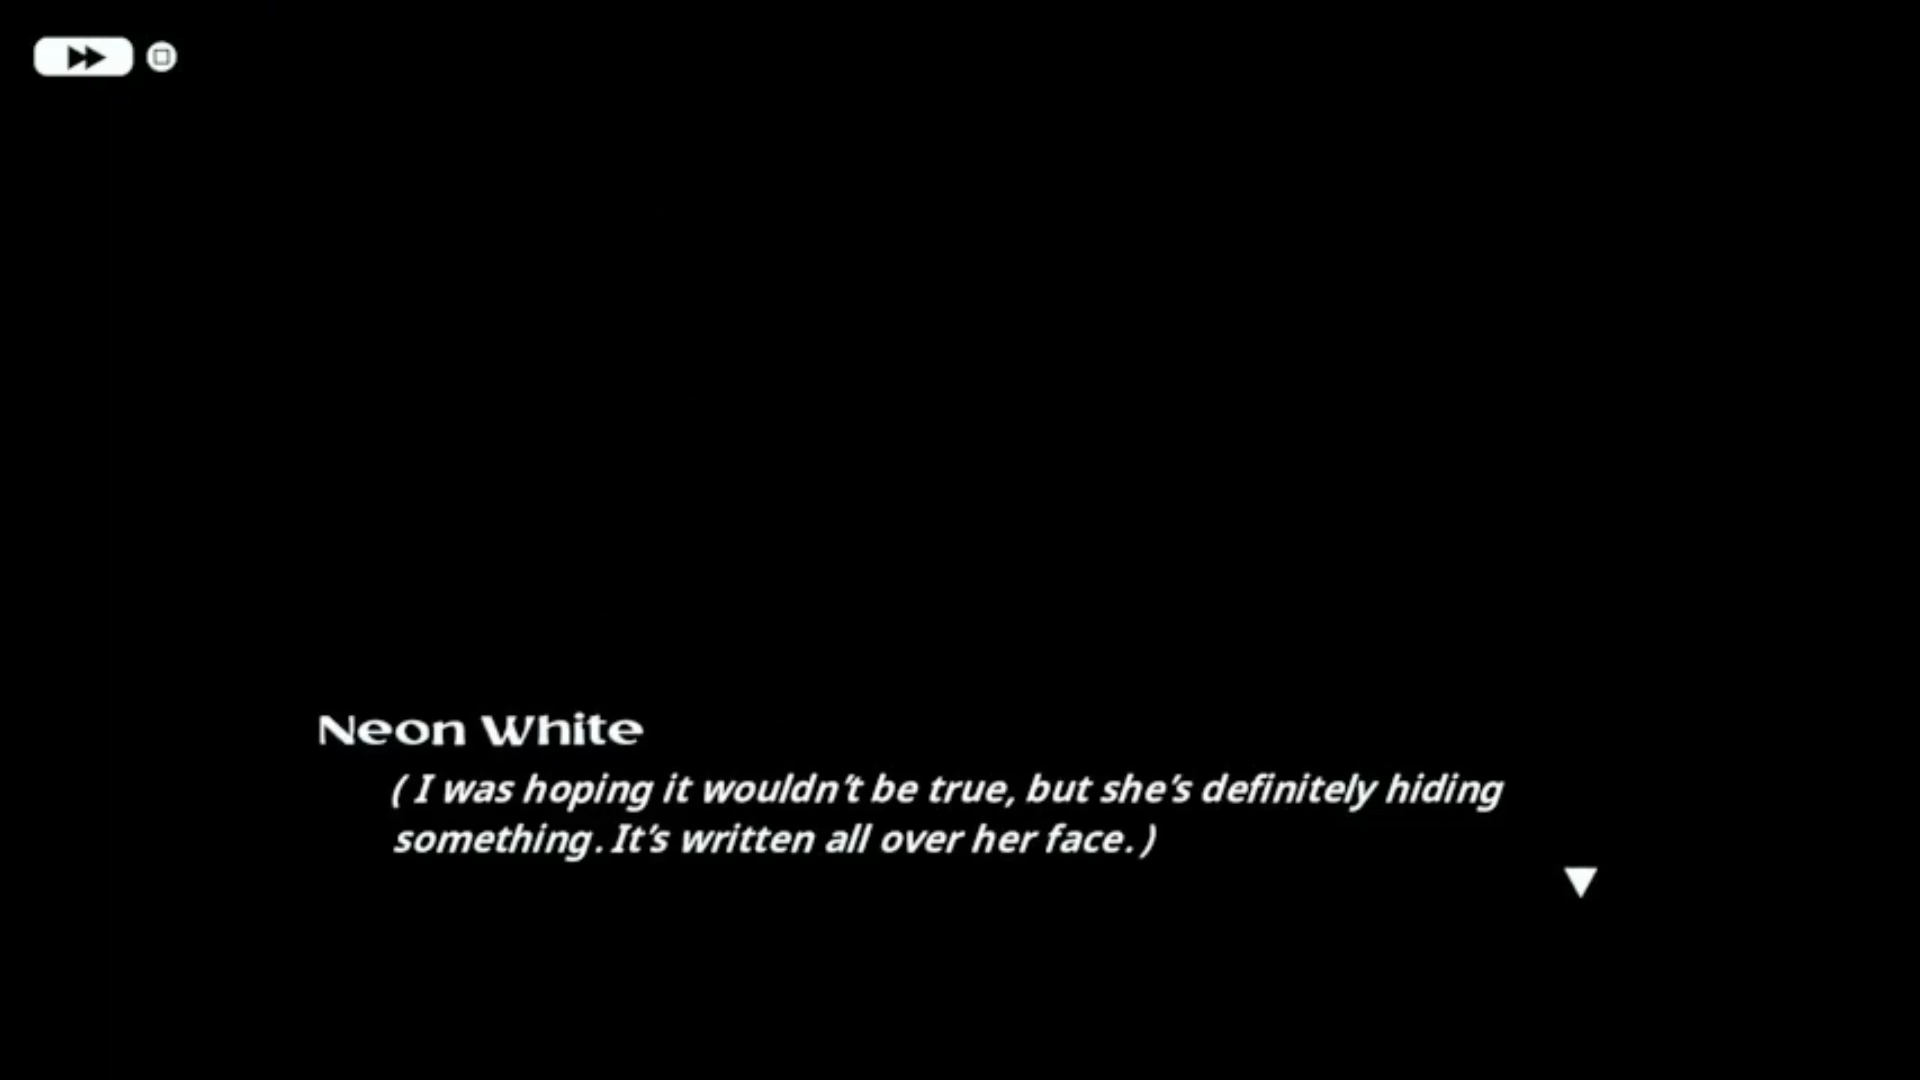 Neon White
( I was hoping it wouldn't be true, but she's definitely hiding
something. It's written all over her face. )